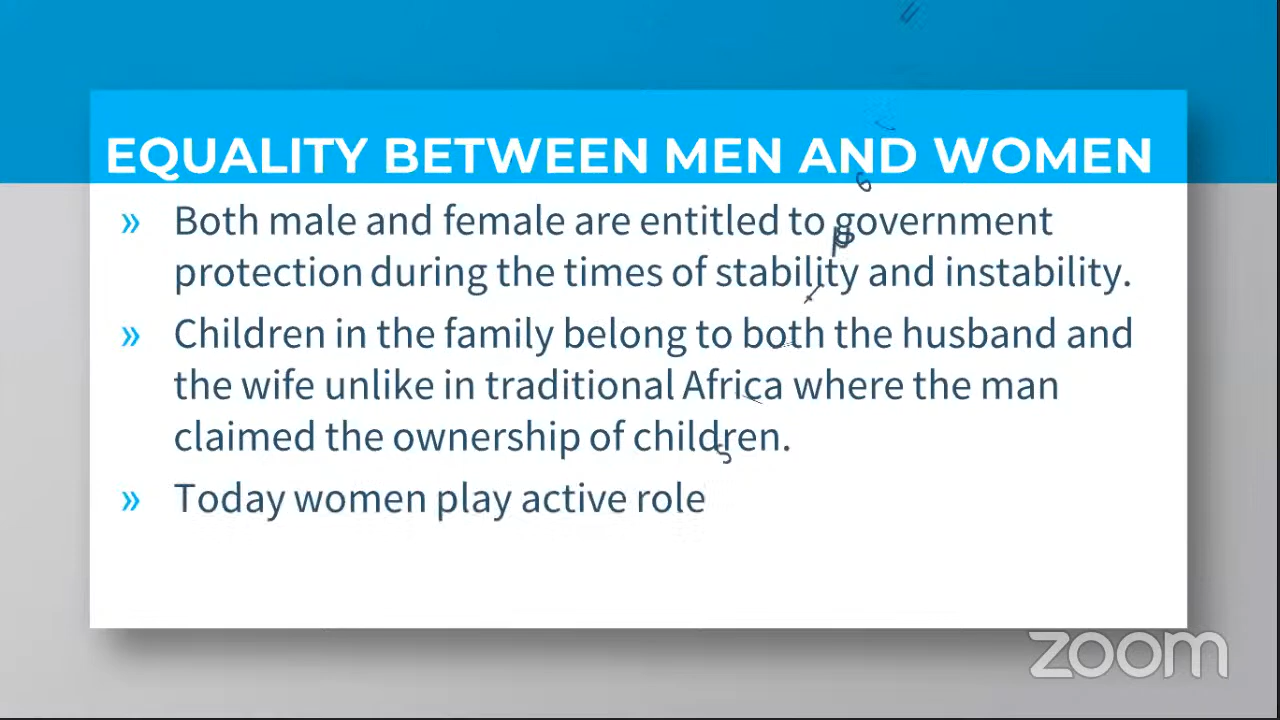 EQUALITY BETWEEN MEN AND WOMEN
» Both male and female are entitled to government
protection during the times of stability and instability.
» Children in the family belong to both the husband and
the wife unlike in traditional Africa where the man
claimed the ownership of children.
» Today women play active role
zoom